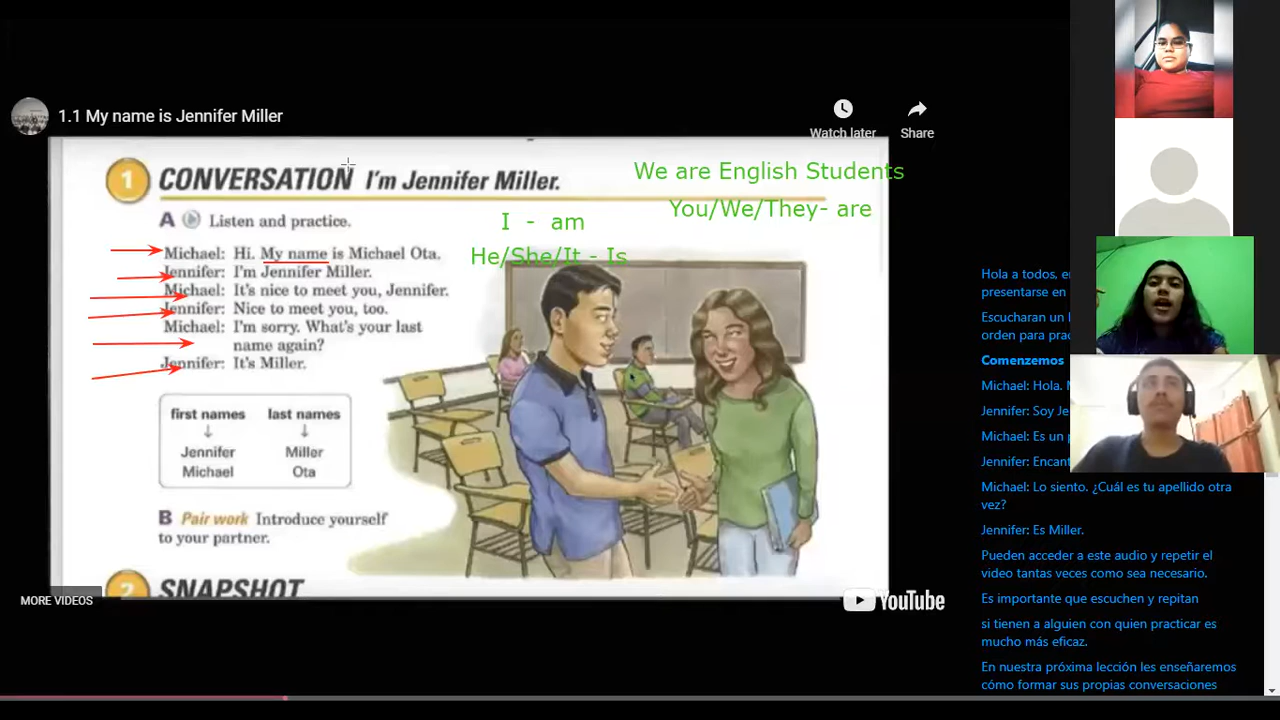 1.1 My name is Jennifer Miller
Watch later
Share
1 CONVERSATION I'm Jennifer Miller.
A Listen and practice.
Michael: Hi. My name is Michael Ota.
Jennifer: I'm Jennifer Miller.
Michael: It's nice to meet you, Jennifer.
Jennifer: Nice to meet you, too.
Michael: I'm sorry. What's your last
name again?
Jennifer: It's Miller.
We are English Students
You/We/They- are
I - am
He/She/It - Is
first names last names
Jennifer Miller
Michael Ota
B Pair work Introduce yourself
to your partner.
2 SNAPSHOT
MORE VIDEOS
YouTube
Hola a todos,
presentarse en
Escucharan un
orden para
Comenzemos
Michael: Hola.
Jennifer: Soy
Michael: Es un
Jennifer:
Michael: Lo siento. ¿Cuál es tu apellido otra
vez?
Jennifer: Es Miller.
Pueden acceder a este audio y repetir el
video tantas veces como sea necesario.
Es importante que escuchen y repitan
si tienen a alguien con quien practicar es
mucho más eficaz.
En nuestra próxima lección les enseñaremos
cómo formar sus propias conversaciones